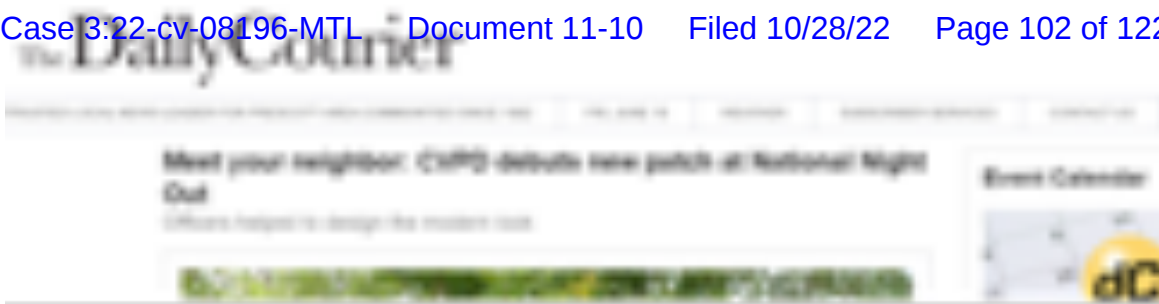 Case 3:22-cv-08196-MTL Document 11-10 Filed 10/28/22 Page 102 of 122
The Daily Courier
Meet your neighbor: CVPD debuts new patch at National Night
Out
Officers helped to design the modern look
Event Calendar
dC